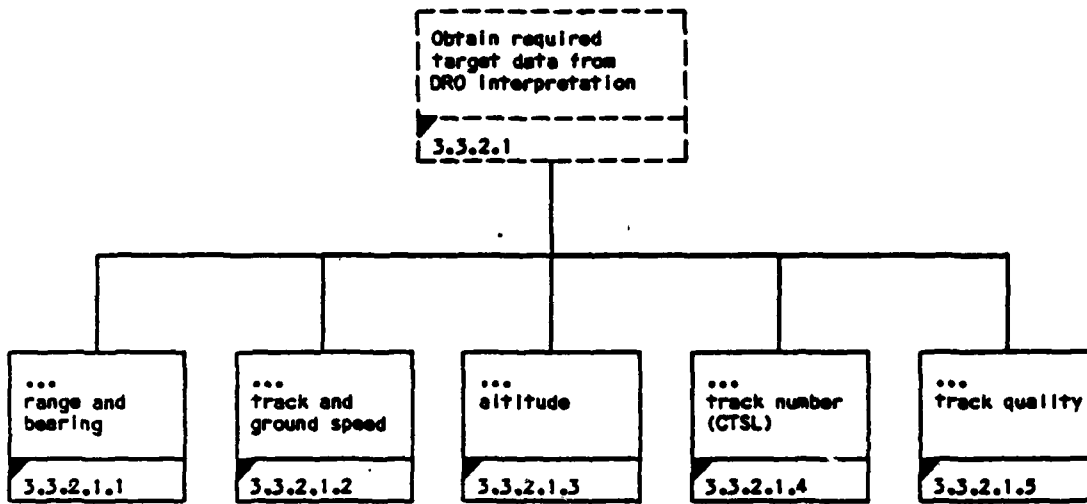 Obtain required
target data from
DRO interpretation
3.3.2.1
...
range and
bearing
3.3.2.1.1
...
track and
ground speed
3.3.2.1.2
...
altitude
3.3.2.1.3
...
track number
(CTSL)
3.3.2.1.4
...
track quality
3.3.2.1.5